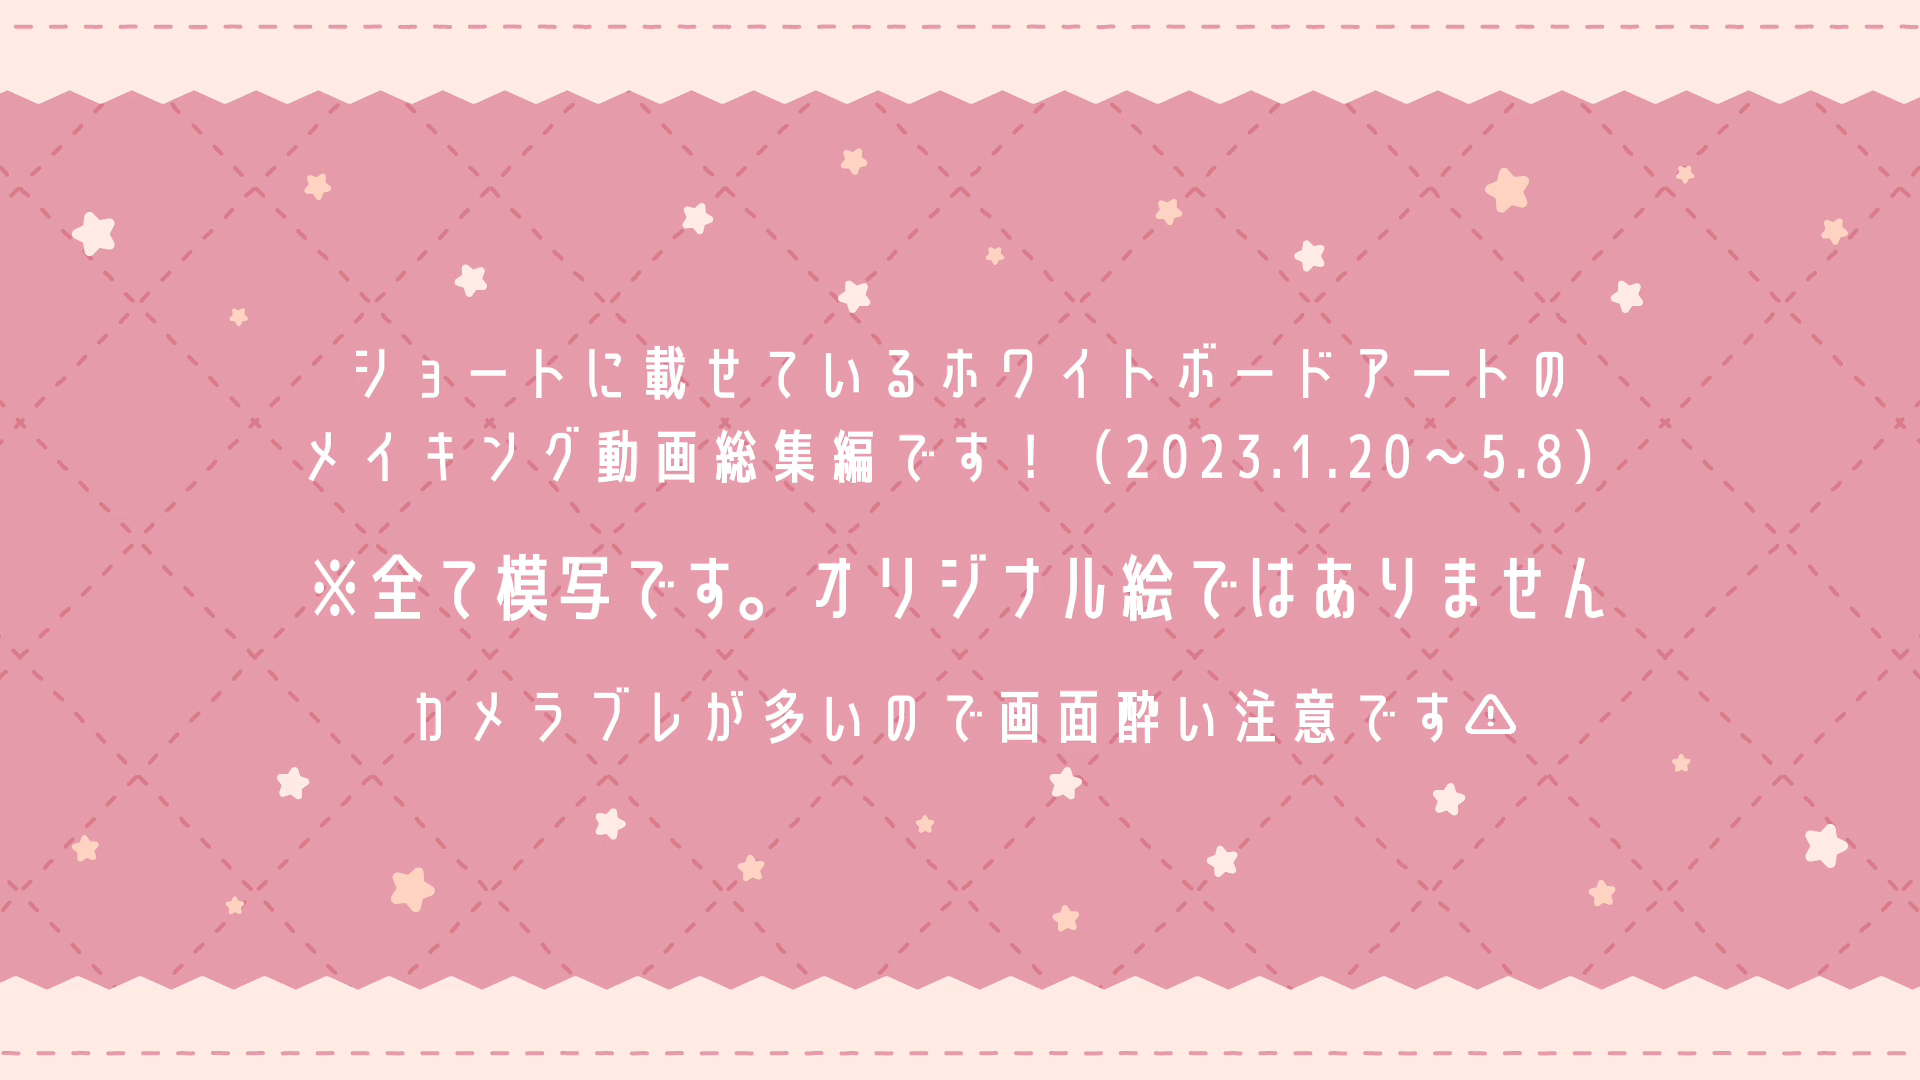 ショートに載せているホワイトボードアートの
メイキング動画総集編です！（2023.1.20～5.8）
※全て模写です。オリジナル絵ではありません
カメラブレが多いので画面酔い注意です⚠